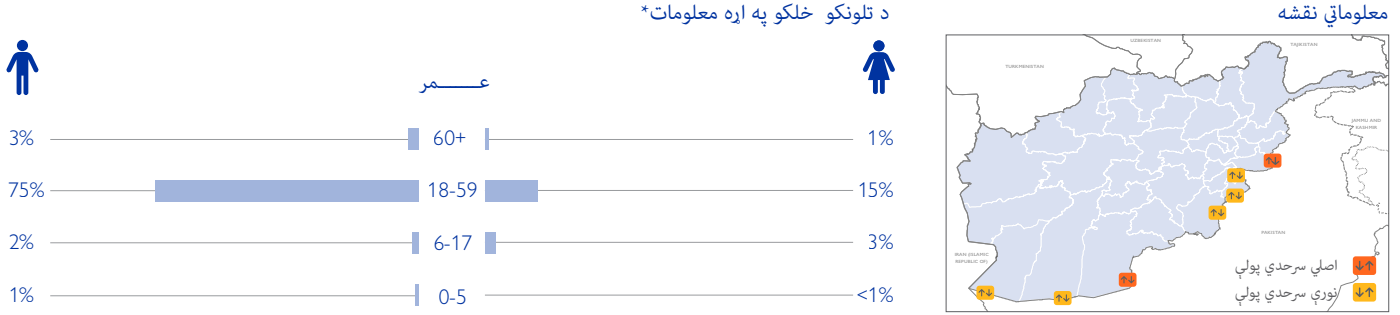 معلوماتي نقشه
د تلونکو خلکو په اړه معلومات*
عـــــمر
3% 60+ 1%
75% 18-59 15%
2% 6-17 3%
1% 0-5 <1%
UZBEKISTAN
TAJIKISTAN
TURKMENISTAN
JAMMU AND
KASHMIR
PAKISTAN
IRAN (ISLAMIC
REPUBLIC OF)
اصلي سرحدي پولې
نورې سرحدي پولې